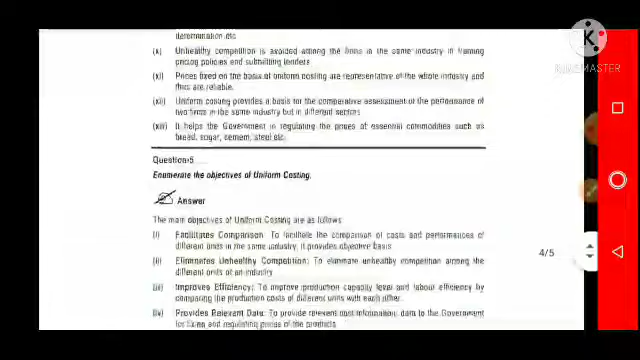 determination etc
(x) Unhealthy competition is avoided among the firms in the same industry in framing
pricing policies and submitting tenders
(xi) Prices fixed on the basis of uniform costing are representative of the whole industry and
thus are reliable.
(xii) Uniform costing provides a basis for the comparative assessment of the performance of
two firms in the same industry but in different sectors
(xiii) It helps the Government in regulating the prices of essential commodities such as
bread, sugar, cement, steel etc.
Question-5
Enumerate the objectives of Uniform Costing.
Answer
The main objectives of Uniform Costing are as follows
(i) Facilitates Comparison: To facilitate the comparison of costs and performances of
different units in the same industry, it provides objective basis
(ii) Eliminates Unhealthy Competition: To eliminate unhealthy competition among the
different units of an industry
(iii) Improves Efficiency: To improve production capacity level and labour efficiency by
comparing the production costs of different units with each other.
(iv) Provides Relevant Data: To provide relevant cost information, data to the Government
for fixing and regulating prices of the products
4/5
KINEMASTER